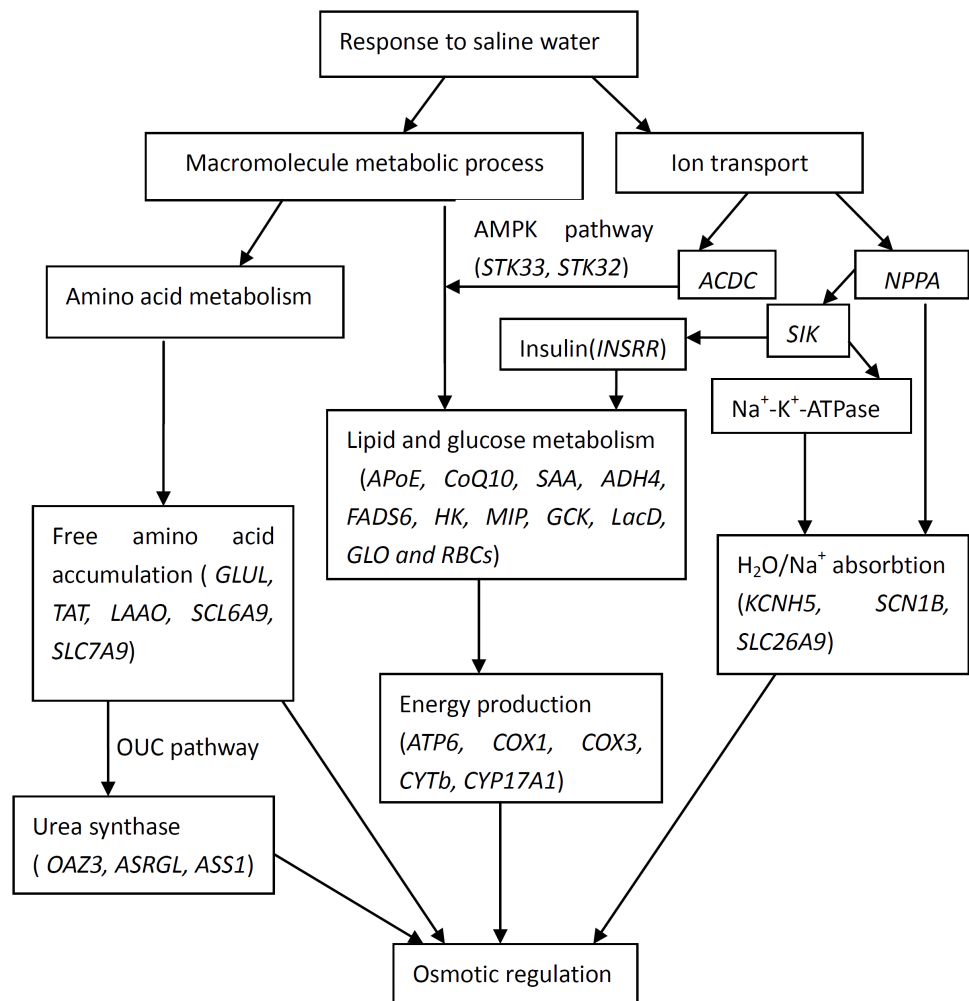 Response to saline water
Macromolecule metabolic process
Ion transport
AMPK pathway
(STK33, STK32)
ACDC
NPPA
Amino acid metabolism
SIK
Insulin(INSRR)
Na⁺-K⁺-ATPase
Lipid and glucose metabolism
(APoE, CoQ10, SAA, ADH4,
FADS6, HK, MIP, GCK, LacD,
GLO and RBCs)
Free amino acid
accumulation ( GLUL,
TAT, LAAO, SCL6A9,
SLC7A9)
H₂O/Na⁺ absorbtion
(KCNH5, SCN1B,
SLC26A9)
Energy production
(ATP6, COX1, COX3,
CYTb, CYP17A1)
OUC pathway
Urea synthase
( OAZ3, ASRGL, ASS1)
Osmotic regulation